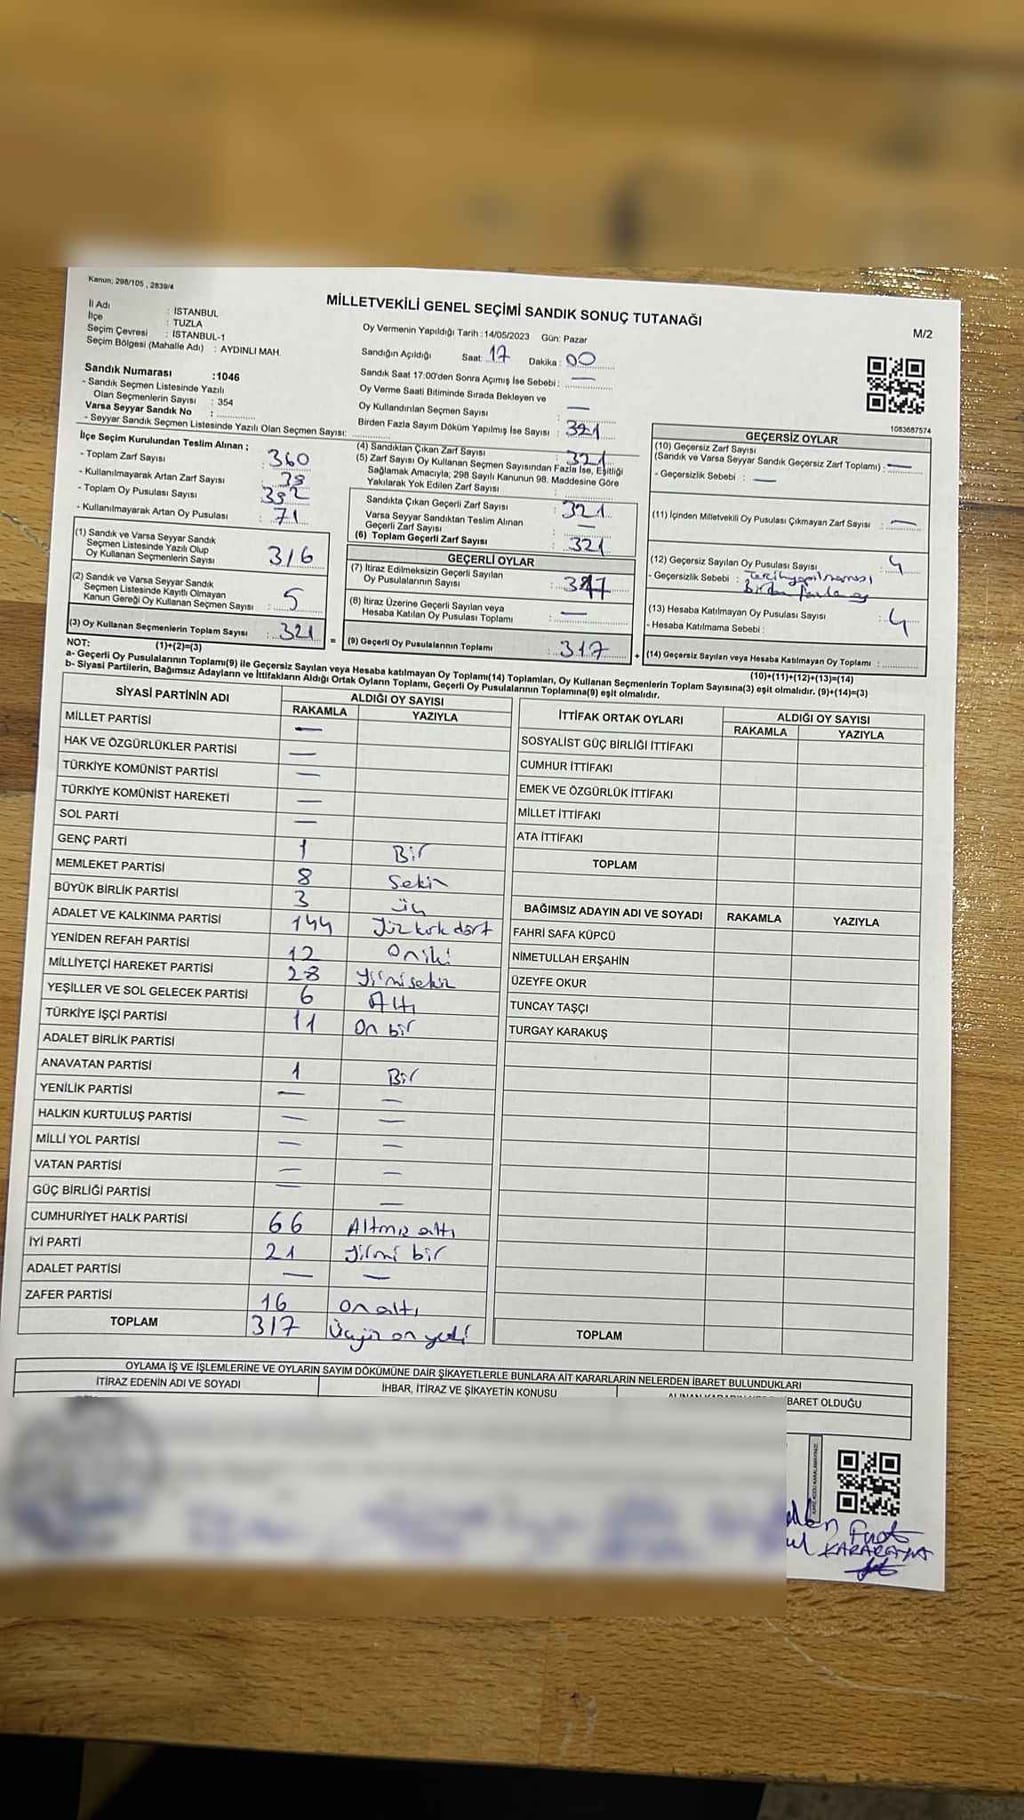 Kanun; 298/105 , 2839/4
MİLLETVEKİLİ GENEL SEÇİMİ SANDIK SONUÇ TUTANAĞI
M/2
İl Adı : İSTANBUL
İlçe : TUZLA
Seçim Çevresi : İSTANBUL-1
Seçim Bölgesi (Mahalle Adı) : AYDINLI MAH.
Sandık Numarası :1046
- Sandık Seçmen Listesinde Yazılı
Olan Seçmenlerin Sayısı : 354
Varsa Seyyar Sandık No :
- Seyyar Sandık Seçmen Listesinde Yazılı Olan Seçmen Sayısı:
Oy Vermenin Yapıldığı Tarih : 14/05/2023 Gün: Pazar
Sandığın Açıldığı Saat: 17 Dakika : 00
Sandık Saat 17:00'den Sonra Açımış İse Sebebi : —
Oy Verme Saati Bitiminde Sırada Bekleyen ve
Oy Kullandırılan Seçmen Sayısı —
Birden Fazla Sayım Döküm Yapılmış İse Sayısı : 321
1083687574
İlçe Seçim Kurulundan Teslim Alınan ;
- Toplam Zarf Sayısı : 360
- Kullanılmayarak Artan Zarf Sayısı
- Toplam Oy Pusulası Sayısı
- Kullanılmayarak Artan Oy Pusulası : 71
(1) Sandık ve Varsa Seyyar Sandık
Seçmen Listesinde Yazılı Olup
Oy Kullanan Seçmenlerin Sayısı : 316
(2) Sandık ve Varsa Seyyar Sandık
Seçmen Listesinde Kayıtlı Olmayan
Kanun Gereği Oy Kullanan Seçmen Sayısı : 5
(3) Oy Kullanan Seçmenlerin Toplam Sayısı : 321 =
(1)+(2)=(3)
(4) Sandıktan Çıkan Zarf Sayısı : 321
(5) Zarf Sayısı Oy Kullanan Seçmen Sayısından Fazla İse, Eşitliği
Sağlamak Amacıyla; 298 Sayılı Kanunun 98. Maddesine Göre
Yakılarak Yok Edilen Zarf Sayısı
Sandıkta Çıkan Geçerli Zarf Sayısı : 321
Varsa Seyyar Sandıktan Teslim Alınan
Geçerli Zarf Sayısı —
(6) Toplam Geçerli Zarf Sayısı : 321
GEÇERLİ OYLAR
(7) İtiraz Edilmeksizin Geçerli Sayılan
Oy Pusulalarının Sayısı :
(8) İtiraz Üzerine Geçerli Sayılan veya
Hesaba Katılan Oy Pusulası Toplamı : —
(9) Geçerli Oy Pusulalarının Toplamı : 317 +
GEÇERSİZ OYLAR
(10) Geçersiz Zarf Sayısı
(Sandık ve Varsa Seyyar Sandık Geçersiz Zarf Toplamı) : —
- Geçersizlik Sebebi : —
(11) İçinden Milletvekili Oy Pusulası Çıkmayan Zarf Sayısı : —
(12) Geçersiz Sayılan Oy Pusulası Sayısı : 4
- Geçersizlik Sebebi :
(13) Hesaba Katılmayan Oy Pusulası Sayısı : 4
- Hesaba Katılmama Sebebi :
(14) Geçersiz Sayılan veya Hesaba Katılmayan Oy Toplamı :
(10)+(11)+(12)+(13)=(14)
NOT:
a- Geçerli Oy Pusulalarının Toplamı(9) ile Geçersiz Sayılan veya Hesaba katılmayan Oy Toplamı(14) Toplamları, Oy Kullanan Seçmenlerin Toplam Sayısına(3) eşit olmalıdır. (9)+(14)=(3)
b- Siyasi Partilerin, Bağımsız Adayların ve İttifakların Aldığı Ortak Oyların Toplamı, Geçerli Oy Pusulalarının Toplamına(9) eşit olmalıdır.
SİYASİ PARTİNİN ADI ALDIĞI OY SAYISI
RAKAMLA YAZIYLA
MİLLET PARTİSİ —
HAK VE ÖZGÜRLÜKLER PARTİSİ —
TÜRKİYE KOMÜNİST PARTİSİ —
TÜRKİYE KOMÜNİST HAREKETİ —
SOL PARTİ —
GENÇ PARTİ 1 Bir
MEMLEKET PARTİSİ 8 Sekiz
BÜYÜK BİRLİK PARTİSİ 3 Üç
ADALET VE KALKINMA PARTİSİ 144 Yüz kırk dört
YENİDEN REFAH PARTİSİ 12 On iki
MİLLİYETÇİ HAREKET PARTİSİ 28 Yirmi sekiz
YEŞİLLER VE SOL GELECEK PARTİSİ 6 Altı
TÜRKİYE İŞÇİ PARTİSİ 11 On bir
ADALET BİRLİK PARTİSİ
ANAVATAN PARTİSİ 1 Bir
YENİLİK PARTİSİ — —
HALKIN KURTULUŞ PARTİSİ — —
MİLLİ YOL PARTİSİ — —
VATAN PARTİSİ — —
GÜÇ BİRLİĞİ PARTİSİ — —
CUMHURİYET HALK PARTİSİ 66 Altmış altı
İYİ PARTİ 21 Yirmi bir
ADALET PARTİSİ — —
ZAFER PARTİSİ 16 On altı
TOPLAM 317 Üçyüz on yedi
İTTİFAK ORTAK OYLARI ALDIĞI OY SAYISI
RAKAMLA YAZIYLA
SOSYALİST GÜÇ BİRLİĞİ İTTİFAKI
CUMHUR İTTİFAKI
EMEK VE ÖZGÜRLÜK İTTİFAKI
MİLLET İTTİFAKI
ATA İTTİFAKI
TOPLAM
BAĞIMSIZ ADAYIN ADI VE SOYADI RAKAMLA YAZIYLA
FAHRİ SAFA KÜPCÜ
NİMETULLAH ERŞAHİN
ÜZEYFE OKUR
TUNCAY TAŞÇI
TURGAY KARAKUŞ
TOPLAM
OYLAMA İŞ VE İŞLEMLERİNE VE OYLARIN SAYIM DÖKÜMÜNE DAİR ŞİKAYETLERLE BUNLARA AİT KARARLARIN NELERDEN İBARET BULUNDUKLARI
İTİRAZ EDENİN ADI VE SOYADI İHBAR, İTİRAZ VE ŞİKAYETİN KONUSU
BARET OLDUĞU
Fuat
KARAKAYA